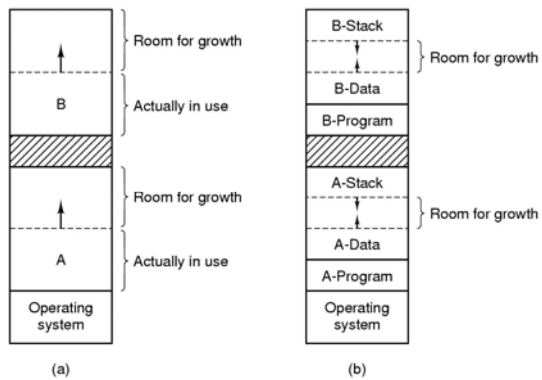 Room for growth
B
Actually in use
Room for growth
A
Actually in use
Operating
system
(a)
B-Stack
Room for growth
B-Data
B-Program
A-Stack
Room for growth
A-Data
A-Program
Operating
system
(b)